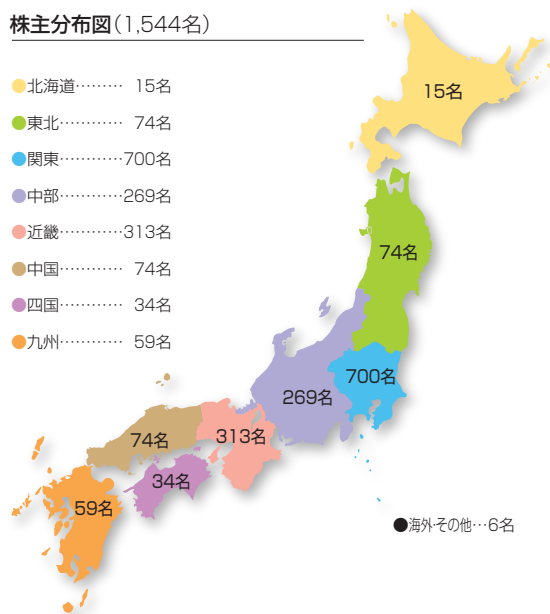 株主分布図(1,544名)
●北海道……… 15名
●東北………… 74名
●関東…………700名
●中部…………269名
●近畿…………313名
●中国………… 74名
●四国………… 34名
●九州………… 59名
15名
74名
700名
269名
313名
74名
34名
59名
●海外・その他…6名